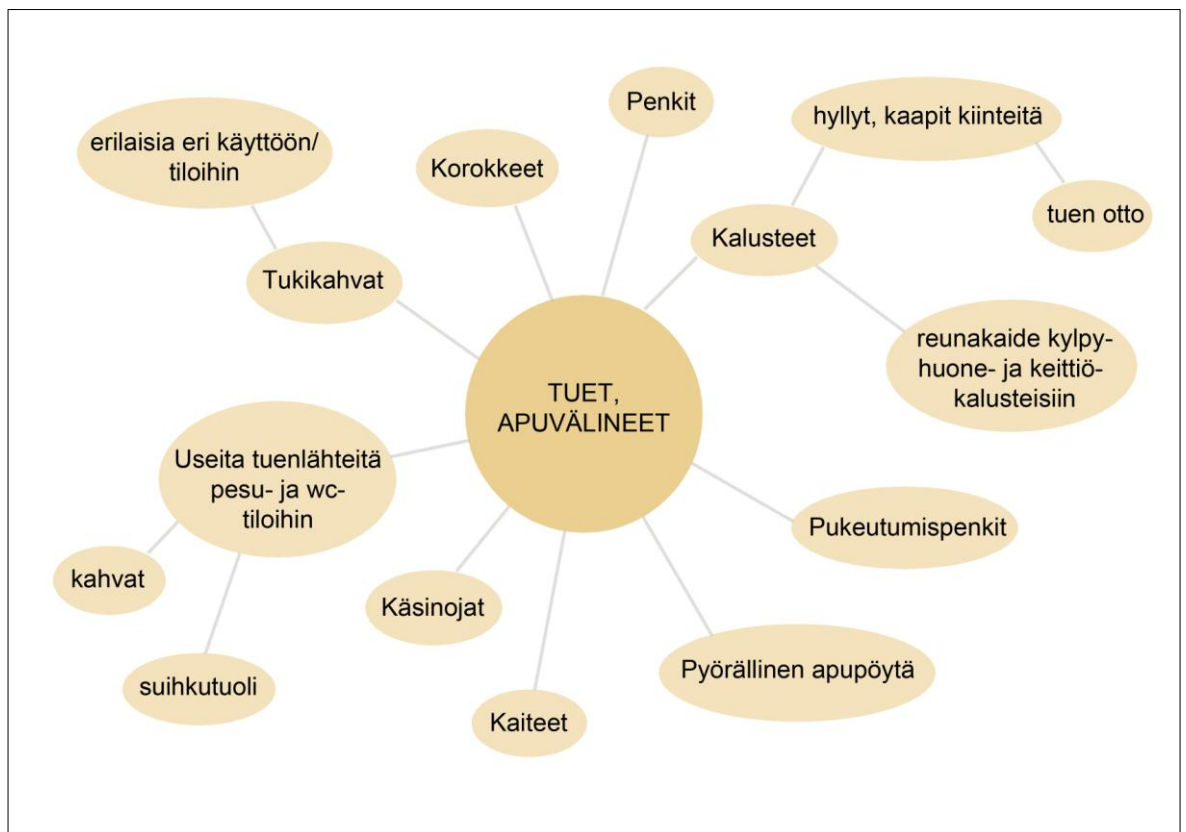 Penkit
hyllyt, kaapit kiinteitä
erilaisia eri käyttöön/
tiloihin
Korokkeet
tuen otto
Kalusteet
Tukikahvat
reunakaide kylpy-
huone- ja keittiö-
kalusteisiin
TUET,
APUVÄLINEET
Useita tuenlähteitä
pesu- ja wc-
tiloihin
Pukeutumispenkit
kahvat
Käsinojat
Pyörällinen apupöytä
suihkutuoli
Kaiteet